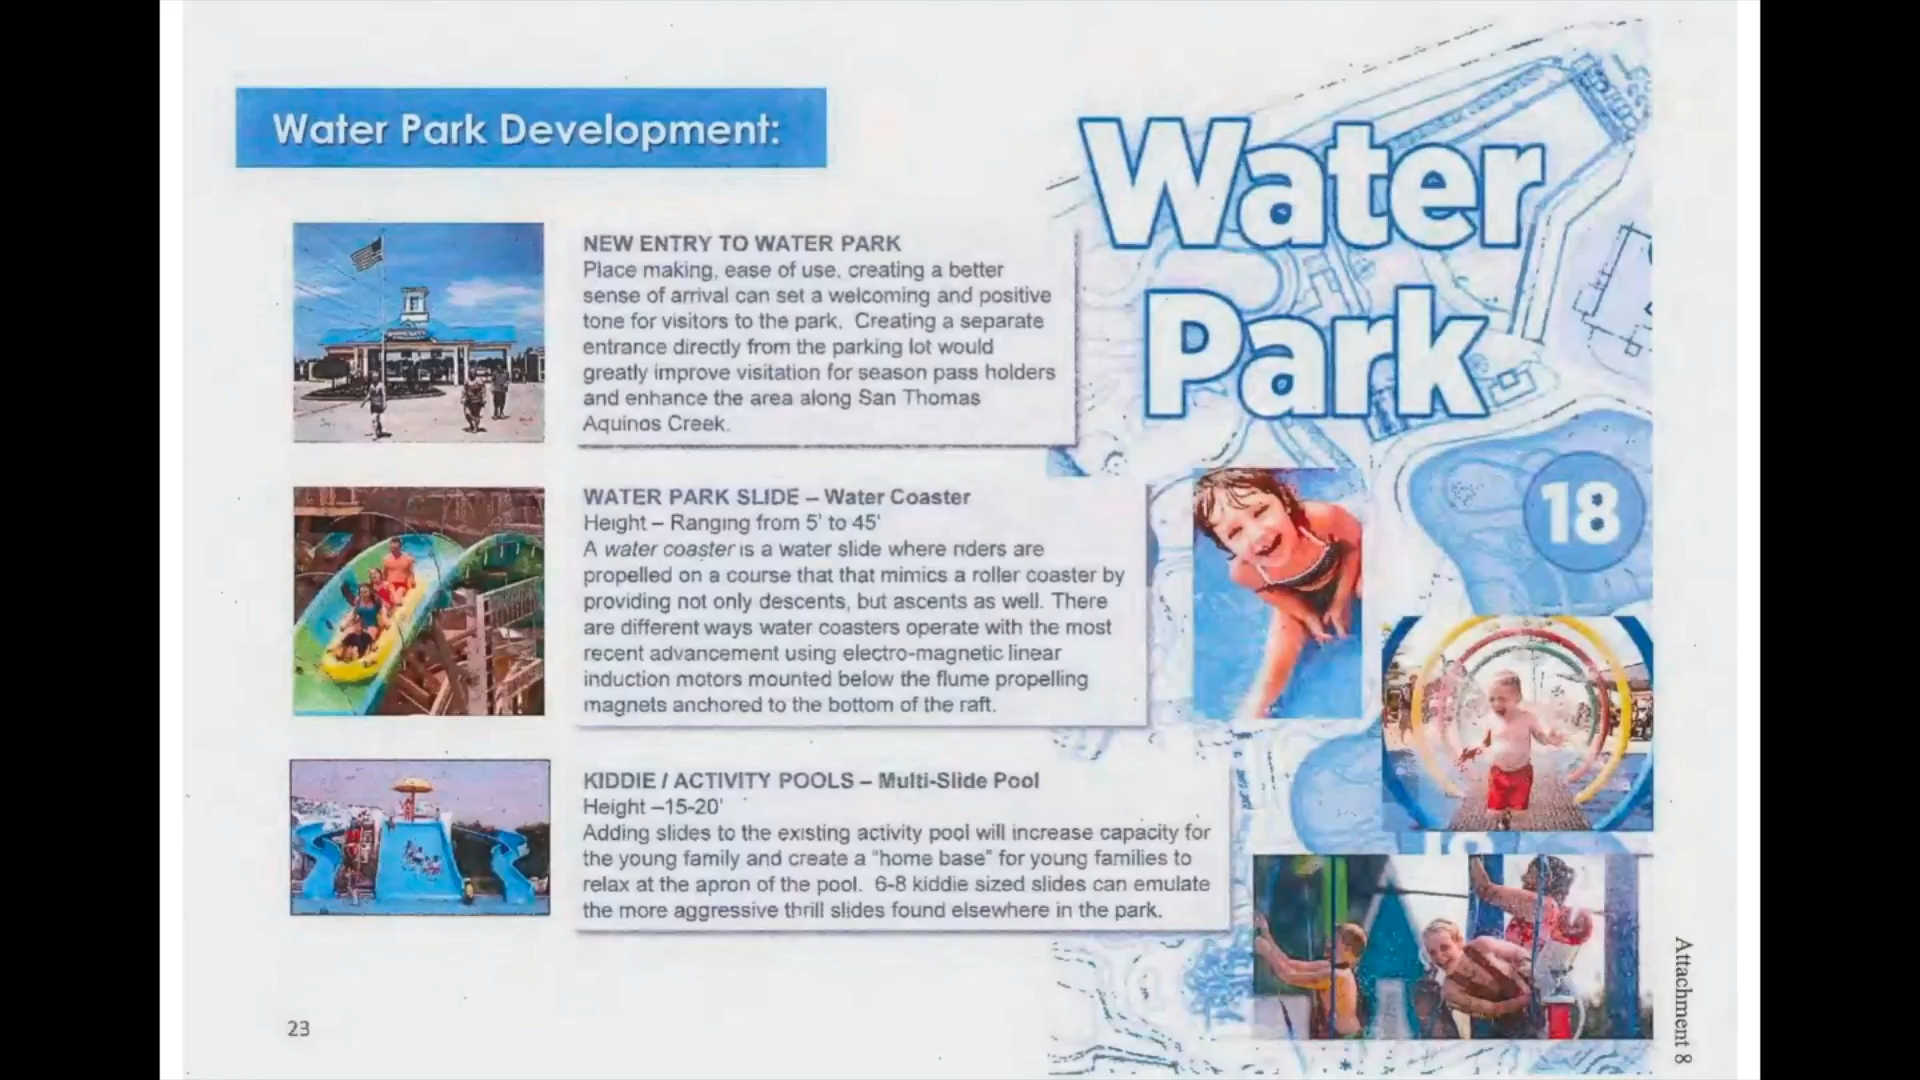 Water Park Development:
Water
Park
NEW ENTRY TO WATER PARK
Place making, ease of use, creating a better
sense of arrival can set a welcoming and positive
tone for visitors to the park. Creating a separate
entrance directly from the parking lot would
greatly improve visitation for season pass holders
and enhance the area along San Thomas
Aquinos Creek.
WATER PARK SLIDE – Water Coaster
Height – Ranging from 5' to 45'
A water coaster is a water slide where riders are
propelled on a course that that mimics a roller coaster by
providing not only descents, but ascents as well. There
are different ways water coasters operate with the most
recent advancement using electro-magnetic linear
induction motors mounted below the flume propelling
magnets anchored to the bottom of the raft.
18
KIDDIE / ACTIVITY POOLS – Multi-Slide Pool
Height –15-20'
Adding slides to the existing activity pool will increase capacity for
the young family and create a "home base" for young families to
relax at the apron of the pool. 6-8 kiddie sized slides can emulate
the more aggressive thrill slides found elsewhere in the park.
23
Attachment 8